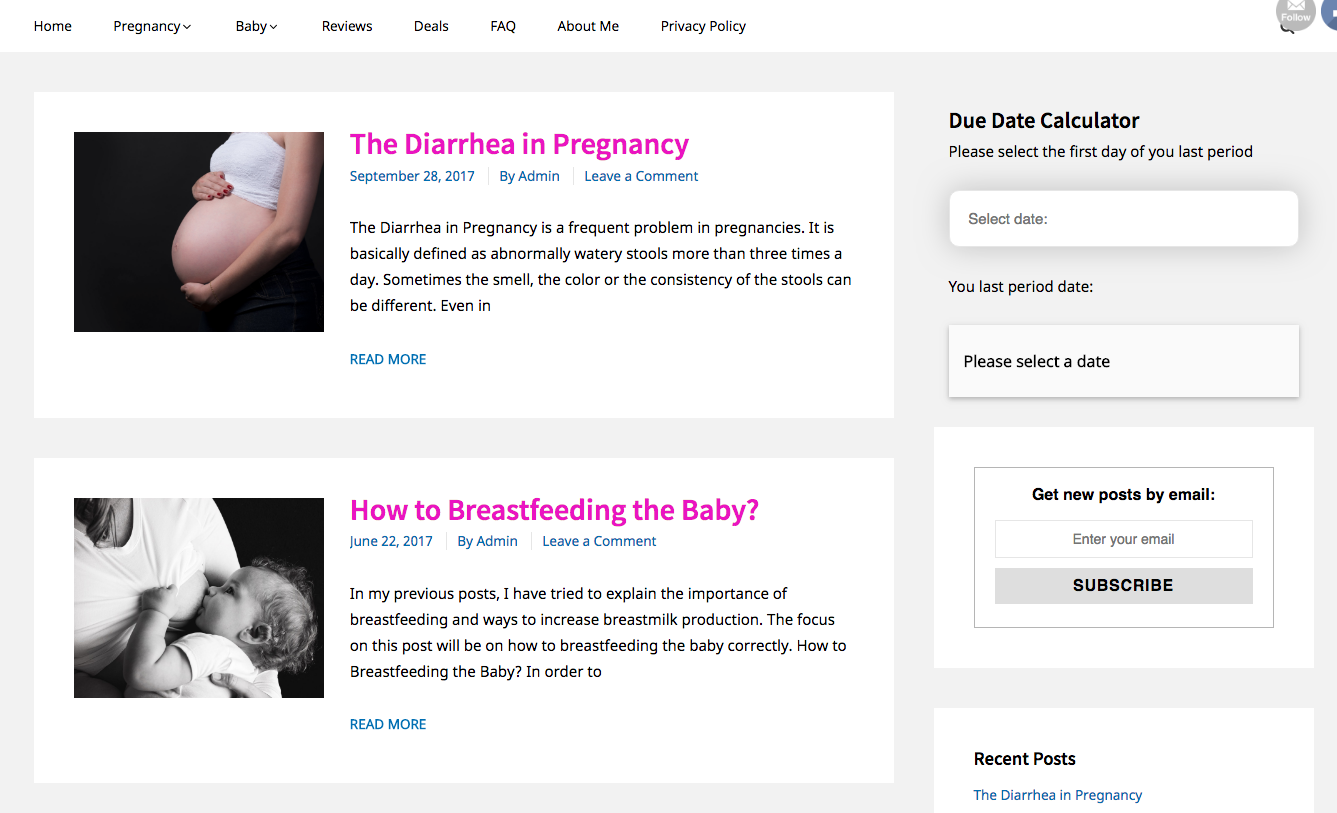 Home Pregnancy Baby Reviews Deals FAQ About Me Privacy Policy
Follow
The Diarrhea in Pregnancy
September 28, 2017 By Admin Leave a Comment
The Diarrhea in Pregnancy is a frequent problem in pregnancies. It is
basically defined as abnormally watery stools more than three times a
day. Sometimes the smell, the color or the consistency of the stools can
be different. Even in
READ MORE
How to Breastfeeding the Baby?
June 22, 2017 By Admin Leave a Comment
In my previous posts, I have tried to explain the importance of
breastfeeding and ways to increase breastmilk production. The focus
on this post will be on how to breastfeeding the baby correctly. How to
Breastfeeding the Baby? In order to
READ MORE
Due Date Calculator
Please select the first day of you last period
Select date:
You last period date:
Please select a date
Get new posts by email:
Enter your email
SUBSCRIBE
Recent Posts
The Diarrhea in Pregnancy